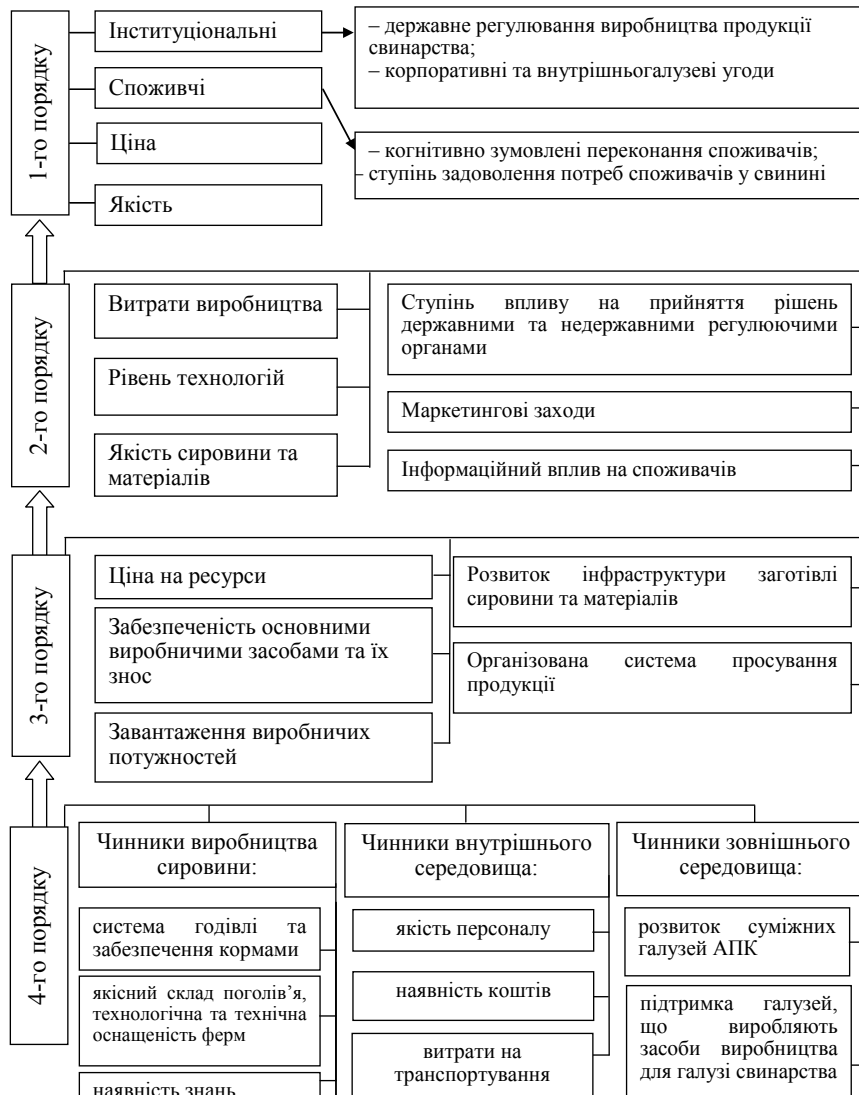 1-го порядку
Інституціональні
– державне регулювання виробництва продукції
свинарства;
– корпоративні та внутрішньогалузеві угоди
Споживчі
– когнітивно зумовлені переконання споживачів;
– ступінь задоволення потреб споживачів у свинині
Ціна
Якість
2-го порядку
Витрати виробництва
Рівень технологій
Якість сировини та
матеріалів
Ступінь впливу на прийняття рішень
державними та недержавними регулюючими
органами
Маркетингові заходи
Інформаційний вплив на споживачів
3-го порядку
Ціна на ресурси
Забезпеченість основними
виробничими засобами та їх
знос
Завантаження виробничих
потужностей
Розвиток інфраструктури заготівлі
сировини та матеріалів
Організована система просування
продукції
4-го порядку
Чинники виробництва
сировини:
система годівлі та
забезпечення кормами
якісний склад поголів’я,
технологічна та технічна
оснащеність ферм
наявність знань
Чинники внутрішнього
середовища:
якість персоналу
наявність коштів
витрати на
транспортування
Чинники зовнішнього
середовища:
розвиток суміжних
галузей АПК
підтримка галузей,
що виробляють
засоби виробництва
для галузі свинарства